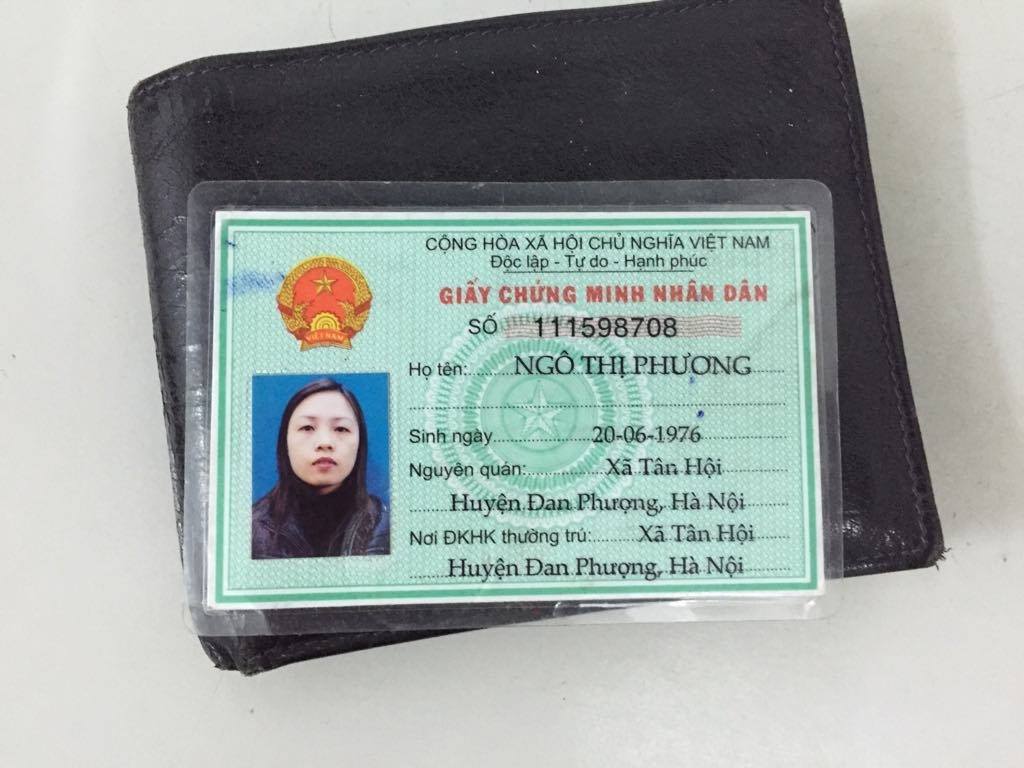 CỘNG HÒA XÃ HỘI CHỦ NGHĨA VIỆT NAM
Độc lập - Tự do - Hạnh phúc
GIẤY CHỨNG MINH NHÂN DÂN
SỐ 111598708
Họ tên: NGÔ THỊ PHƯỢNG
Sinh ngày 20-06-1976
Nguyên quán: Xã Tân Hội
Huyện Đan Phượng, Hà Nội
Nơi ĐKHK thường trú: Xã Tân Hội
Huyện Đan Phượng, Hà Nội
VIỆT NAM